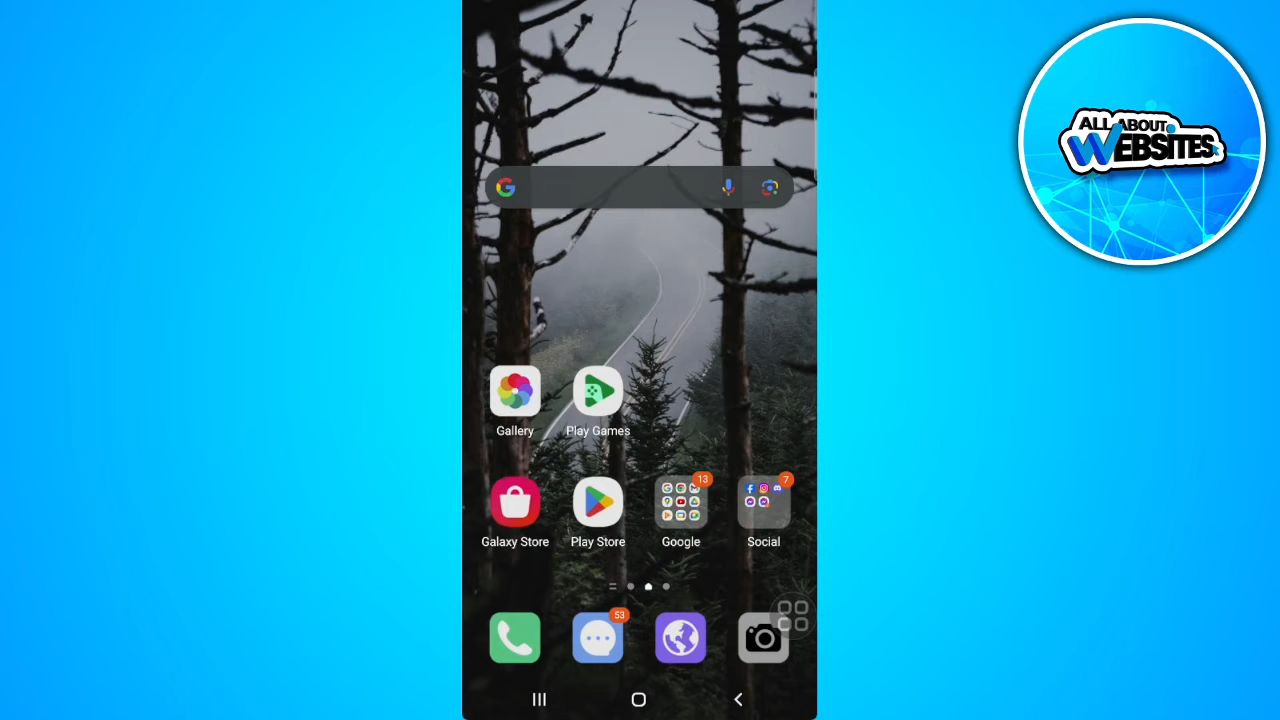 ALL ABOUT
WEBSITES
Gallery
Play Games
13
7
Galaxy Store
Play Store
Google
Social
53